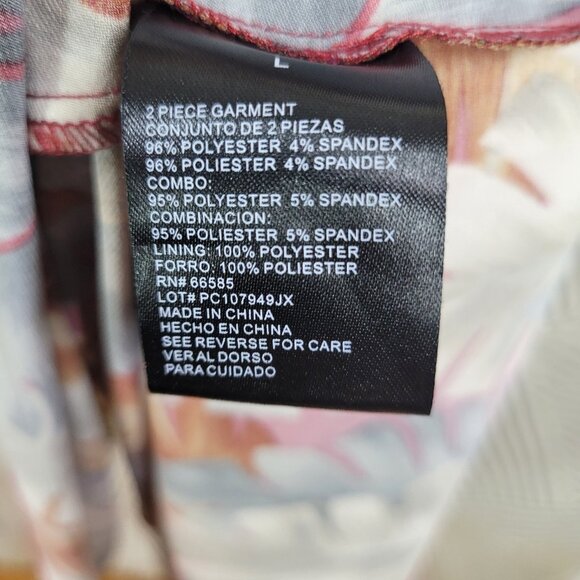 L
2 PIECE GARMENT
CONJUNTO DE 2 PIEZAS
96% POLYESTER 4% SPANDEX
96% POLIESTER 4% SPANDEX
COMBO:
95% POLYESTER 5% SPANDEX
COMBINACION:
95% POLIESTER 5% SPANDEX
LINING: 100% POLYESTER
FORRO: 100% POLIESTER
RN# 66585
LOT# PC107949JX
MADE IN CHINA
HECHO EN CHINA
SEE REVERSE FOR CARE
VER AL DORSO
PARA CUIDADO